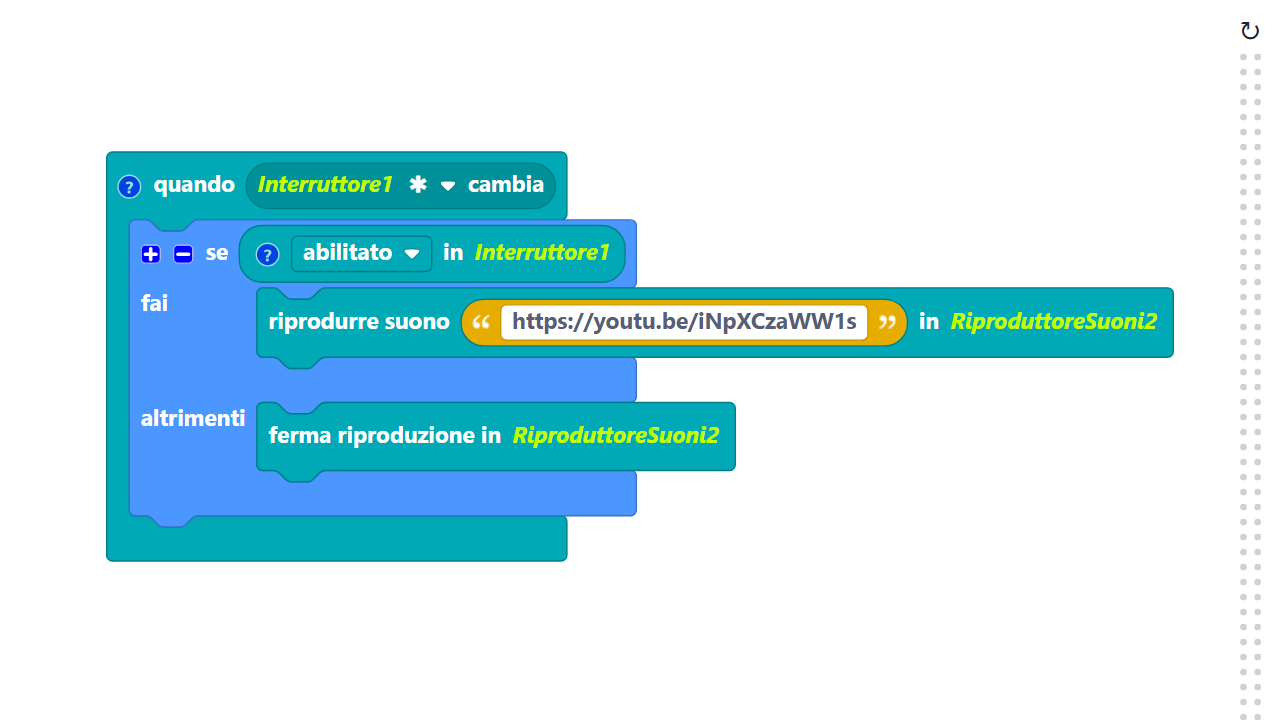 quando Interruttore1 ✱ cambia
se abilitato in Interruttore1
fai
riprodurre suono “ https://youtu.be/iNpXCzaWW1s ” in RiproduttoreSuoni2
altrimenti
ferma riproduzione in RiproduttoreSuoni2